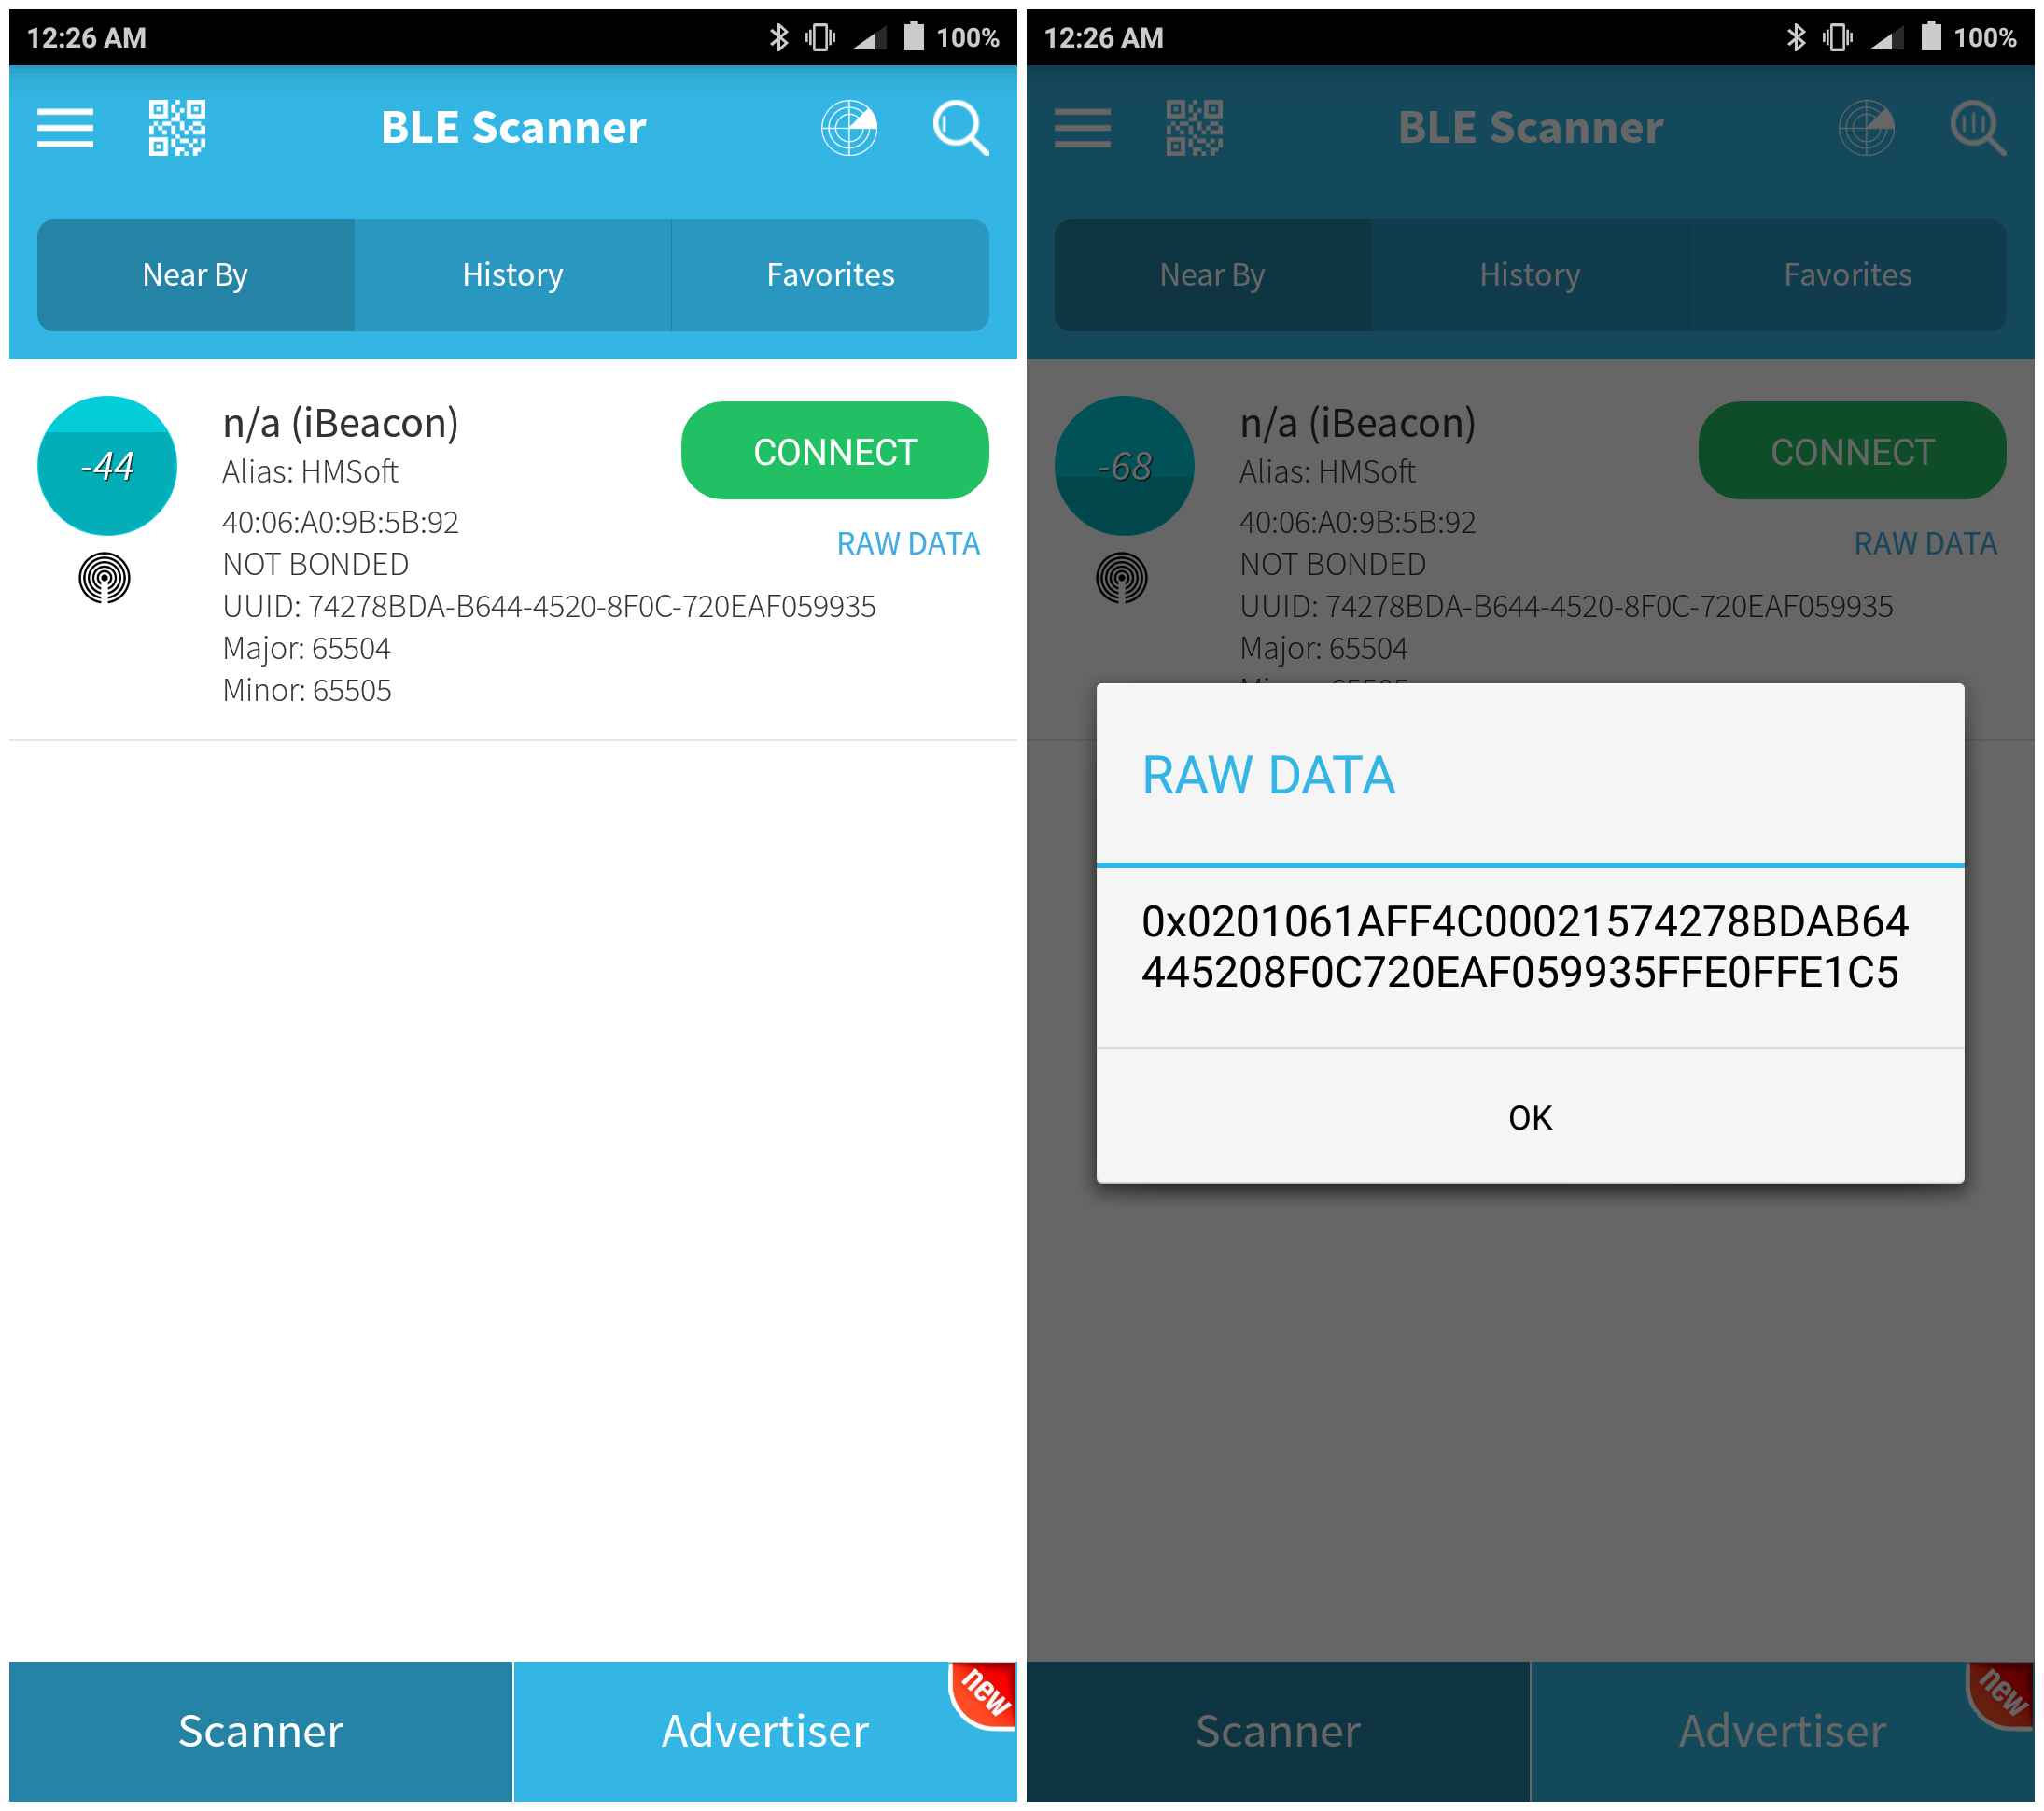 12:26 AM
100%
BLE Scanner
Near By
History
Favorites
-44
n/a (iBeacon)
Alias: HMSoft
CONNECT
40:06:A0:9B:5B:92
RAW DATA
NOT BONDED
UUID: 74278BDA-B644-4520-8F0C-720EAF059935
Major: 65504
Minor: 65505
Scanner
Advertiser
new
12:26 AM
100%
BLE Scanner
Near By
History
Favorites
-68
n/a (iBeacon)
Alias: HMSoft
CONNECT
40:06:A0:9B:5B:92
RAW DATA
NOT BONDED
UUID: 74278BDA-B644-4520-8F0C-720EAF059935
Major: 65504
RAW DATA
0x0201061AFF4C00021574278BDAB64
445208F0C720EAF059935FFE0FFE1C5
OK
Scanner
Advertiser
new